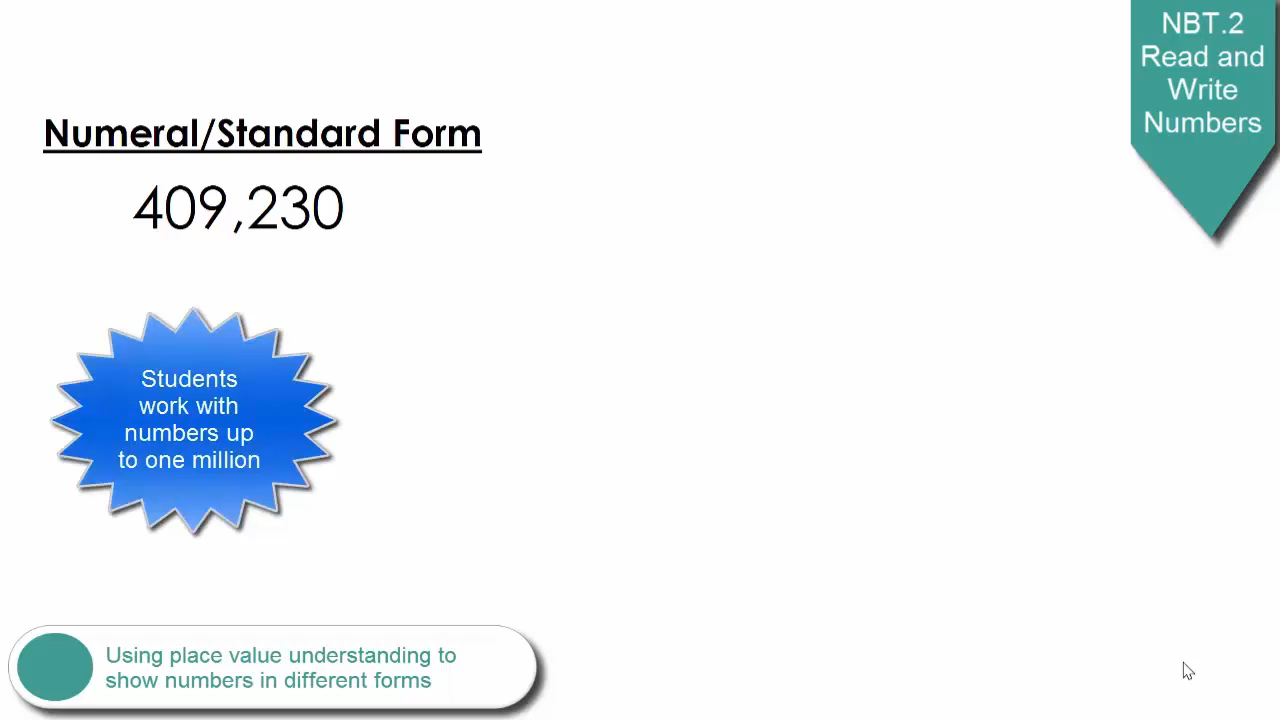 NBT.2
Read and
Write
Numbers
Numeral/Standard Form
409,230
Students
work with
numbers up
to one million
Using place value understanding to
show numbers in different forms